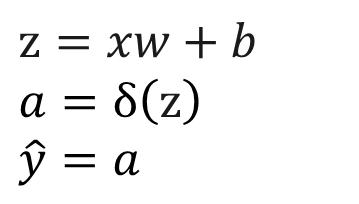 z = xw + b
a = δ(z)
ŷ = a